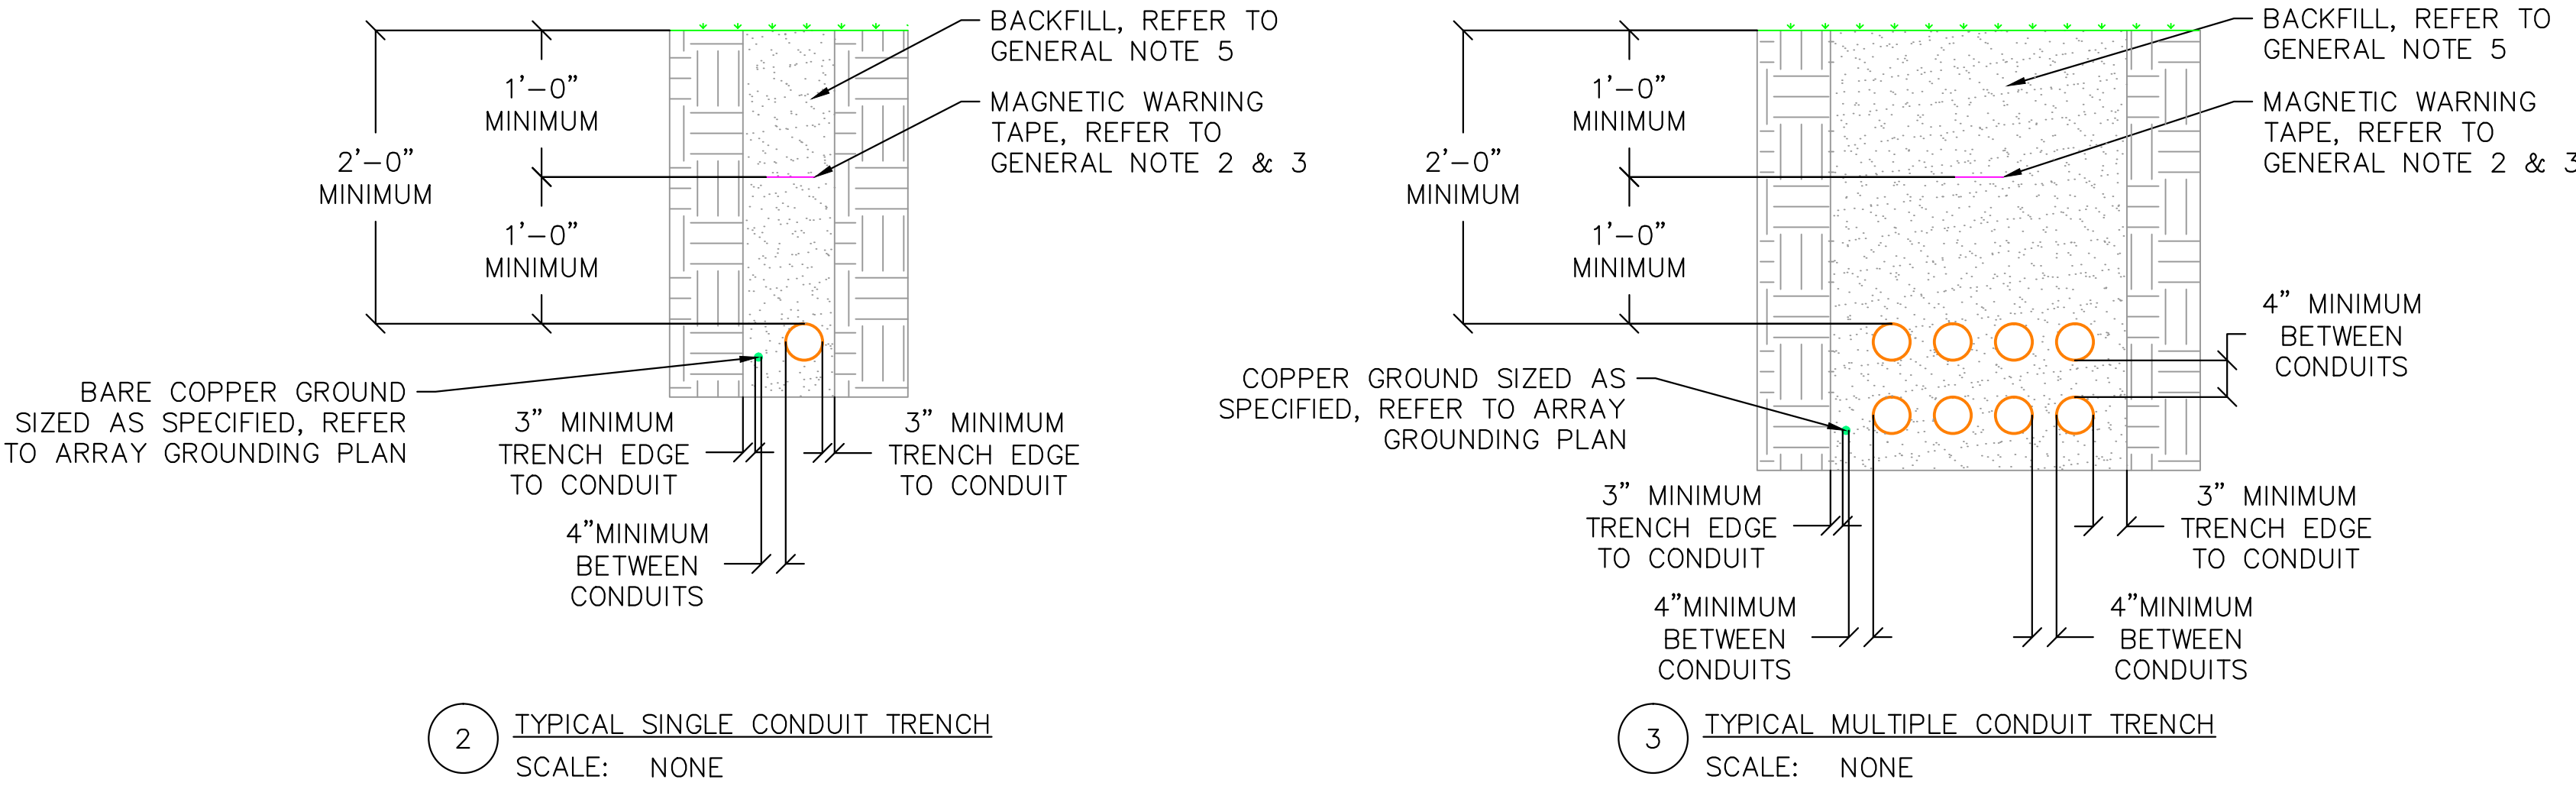 BACKFILL, REFER TO
GENERAL NOTE 5
MAGNETIC WARNING
TAPE, REFER TO
GENERAL NOTE 2 & 3
1'-0"
MINIMUM
2'-0"
MINIMUM
1'-0"
MINIMUM
BARE COPPER GROUND
SIZED AS SPECIFIED, REFER
TO ARRAY GROUNDING PLAN
3" MINIMUM
TRENCH EDGE
TO CONDUIT
3" MINIMUM
TRENCH EDGE
TO CONDUIT
4"MINIMUM
BETWEEN
CONDUITS
2
TYPICAL SINGLE CONDUIT TRENCH
SCALE: NONE
BACKFILL, REFER TO
GENERAL NOTE 5
MAGNETIC WARNING
TAPE, REFER TO
GENERAL NOTE 2 & 3
1'-0"
MINIMUM
2'-0"
MINIMUM
1'-0"
MINIMUM
4" MINIMUM
BETWEEN
CONDUITS
COPPER GROUND SIZED AS
SPECIFIED, REFER TO ARRAY
GROUNDING PLAN
3" MINIMUM
TRENCH EDGE
TO CONDUIT
3" MINIMUM
TRENCH EDGE
TO CONDUIT
4"MINIMUM
BETWEEN
CONDUITS
4"MINIMUM
BETWEEN
CONDUITS
3
TYPICAL MULTIPLE CONDUIT TRENCH
SCALE: NONE